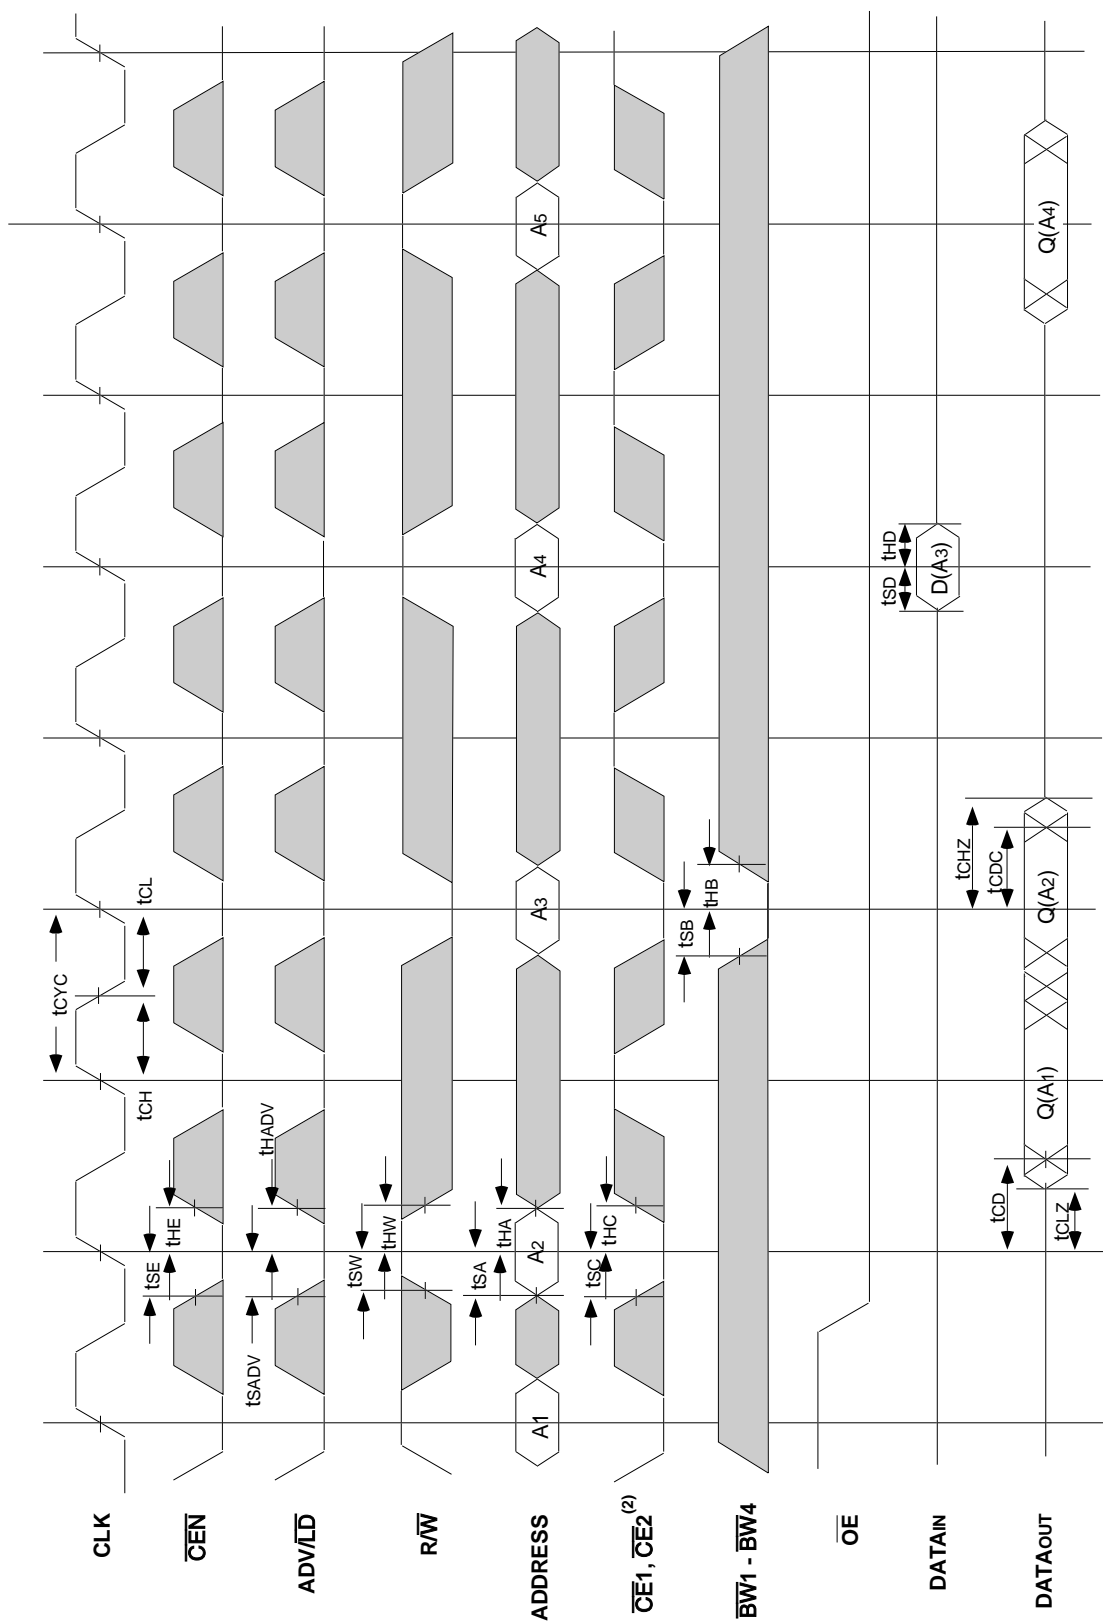 CLK
tCYC
tCH
tCL
CEN
tSE
tHE
ADV/LD
tSADV
tHADV
R/W
tSW
tHW
ADDRESS
A1
tSA
tHA
A2
A3
A4
A5
CE1, CE2(2)
tSC
tHC
BW1 - BW4
tSB
tHB
OE
DATAIN
tSD
tHD
D(A3)
DATAOUT
tCD
tCLZ
Q(A1)
Q(A2)
tCHZ
tCDC
Q(A4)